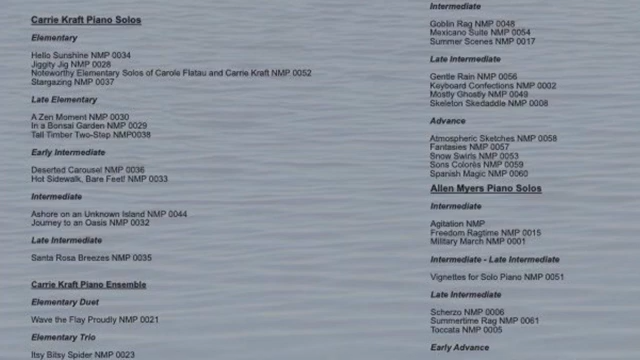 Carrie Kraft Piano Solos
Elementary
Hello Sunshine NMP 0034
Jiggity Jig NMP 0028
Noteworthy Elementary Solos of Carole Flatau and Carrie Kraft NMP 0052
Stargazing NMP 0037
Late Elementary
A Zen Moment NMP 0030
In a Bonsai Garden NMP 0029
Tall Timber Two-Step NMP0038
Early Intermediate
Deserted Carousel NMP 0036
Hot Sidewalk, Bare Feet! NMP 0033
Intermediate
Ashore on an Unknown Island NMP 0044
Journey to an Oasis NMP 0032
Late Intermediate
Santa Rosa Breezes NMP 0035
Carrie Kraft Piano Ensemble
Elementary Duet
Wave the Flay Proudly NMP 0021
Elementary Trio
Itsy Bitsy Spider NMP 0023
Intermediate
Goblin Rag NMP 0048
Mexicano Suite NMP 0054
Summer Scenes NMP 0017
Late Intermediate
Gentle Rain NMP 0056
Keyboard Confections NMP 0002
Mostly Ghostly NMP 0049
Skeleton Skedaddle NMP 0008
Advance
Atmospheric Sketches NMP 0058
Fantasies NMP 0057
Snow Swirls NMP 0053
Sons Colorés NMP 0059
Spanish Magic NMP 0060
Allen Myers Piano Solos
Intermediate
Agitation NMP
Freedom Ragtime NMP 0015
Military March NMP 0001
Intermediate - Late Intermediate
Vignettes for Solo Piano NMP 0051
Late Intermediate
Scherzo NMP 0006
Summertime Rag NMP 0061
Toccata NMP 0005
Early Advance